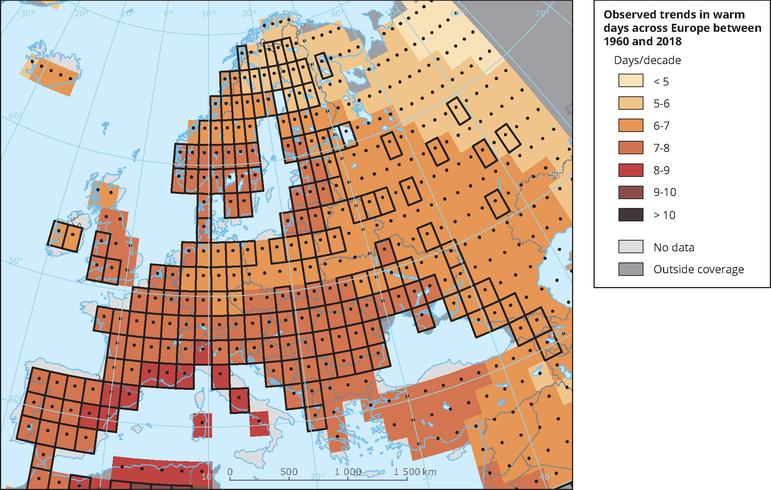 -30° -20° -10° 0° 10° 20° 30° 40° 50° 60° 70°
60°
50°
40°
0 500 1 000 1 500 km
Observed trends in warm
days across Europe between
1960 and 2018
Days/decade
< 5
5-6
6-7
7-8
8-9
9-10
> 10
No data
Outside coverage